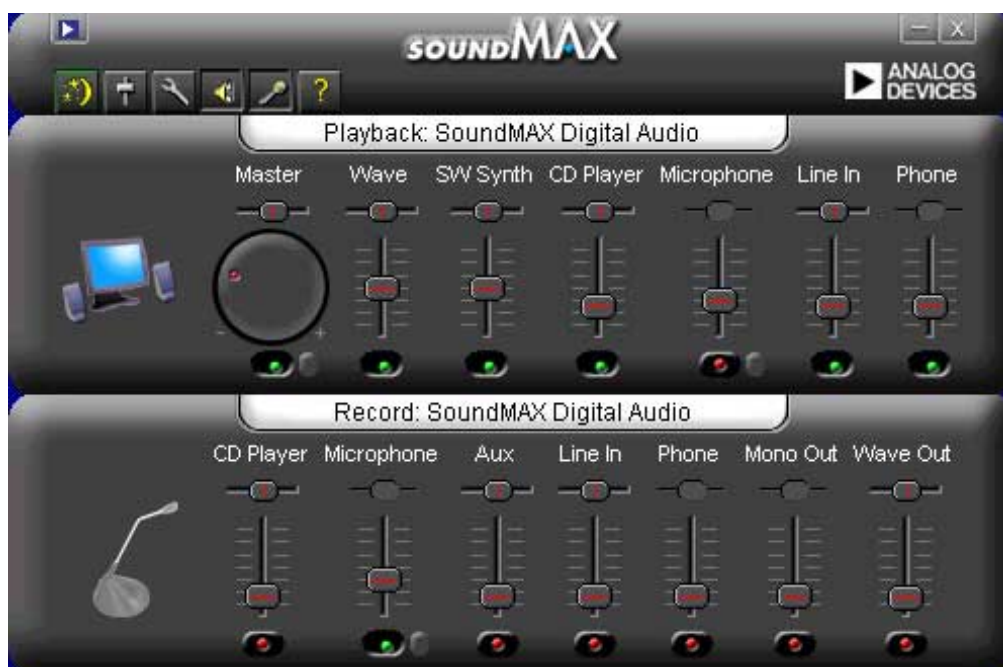 SOUNDMAX
— X
?
ANALOG
DEVICES
Playback: SoundMAX Digital Audio
Master Wave SW Synth CD Player Microphone Line In Phone
- +
Record: SoundMAX Digital Audio
CD Player Microphone Aux Line In Phone Mono Out Wave Out